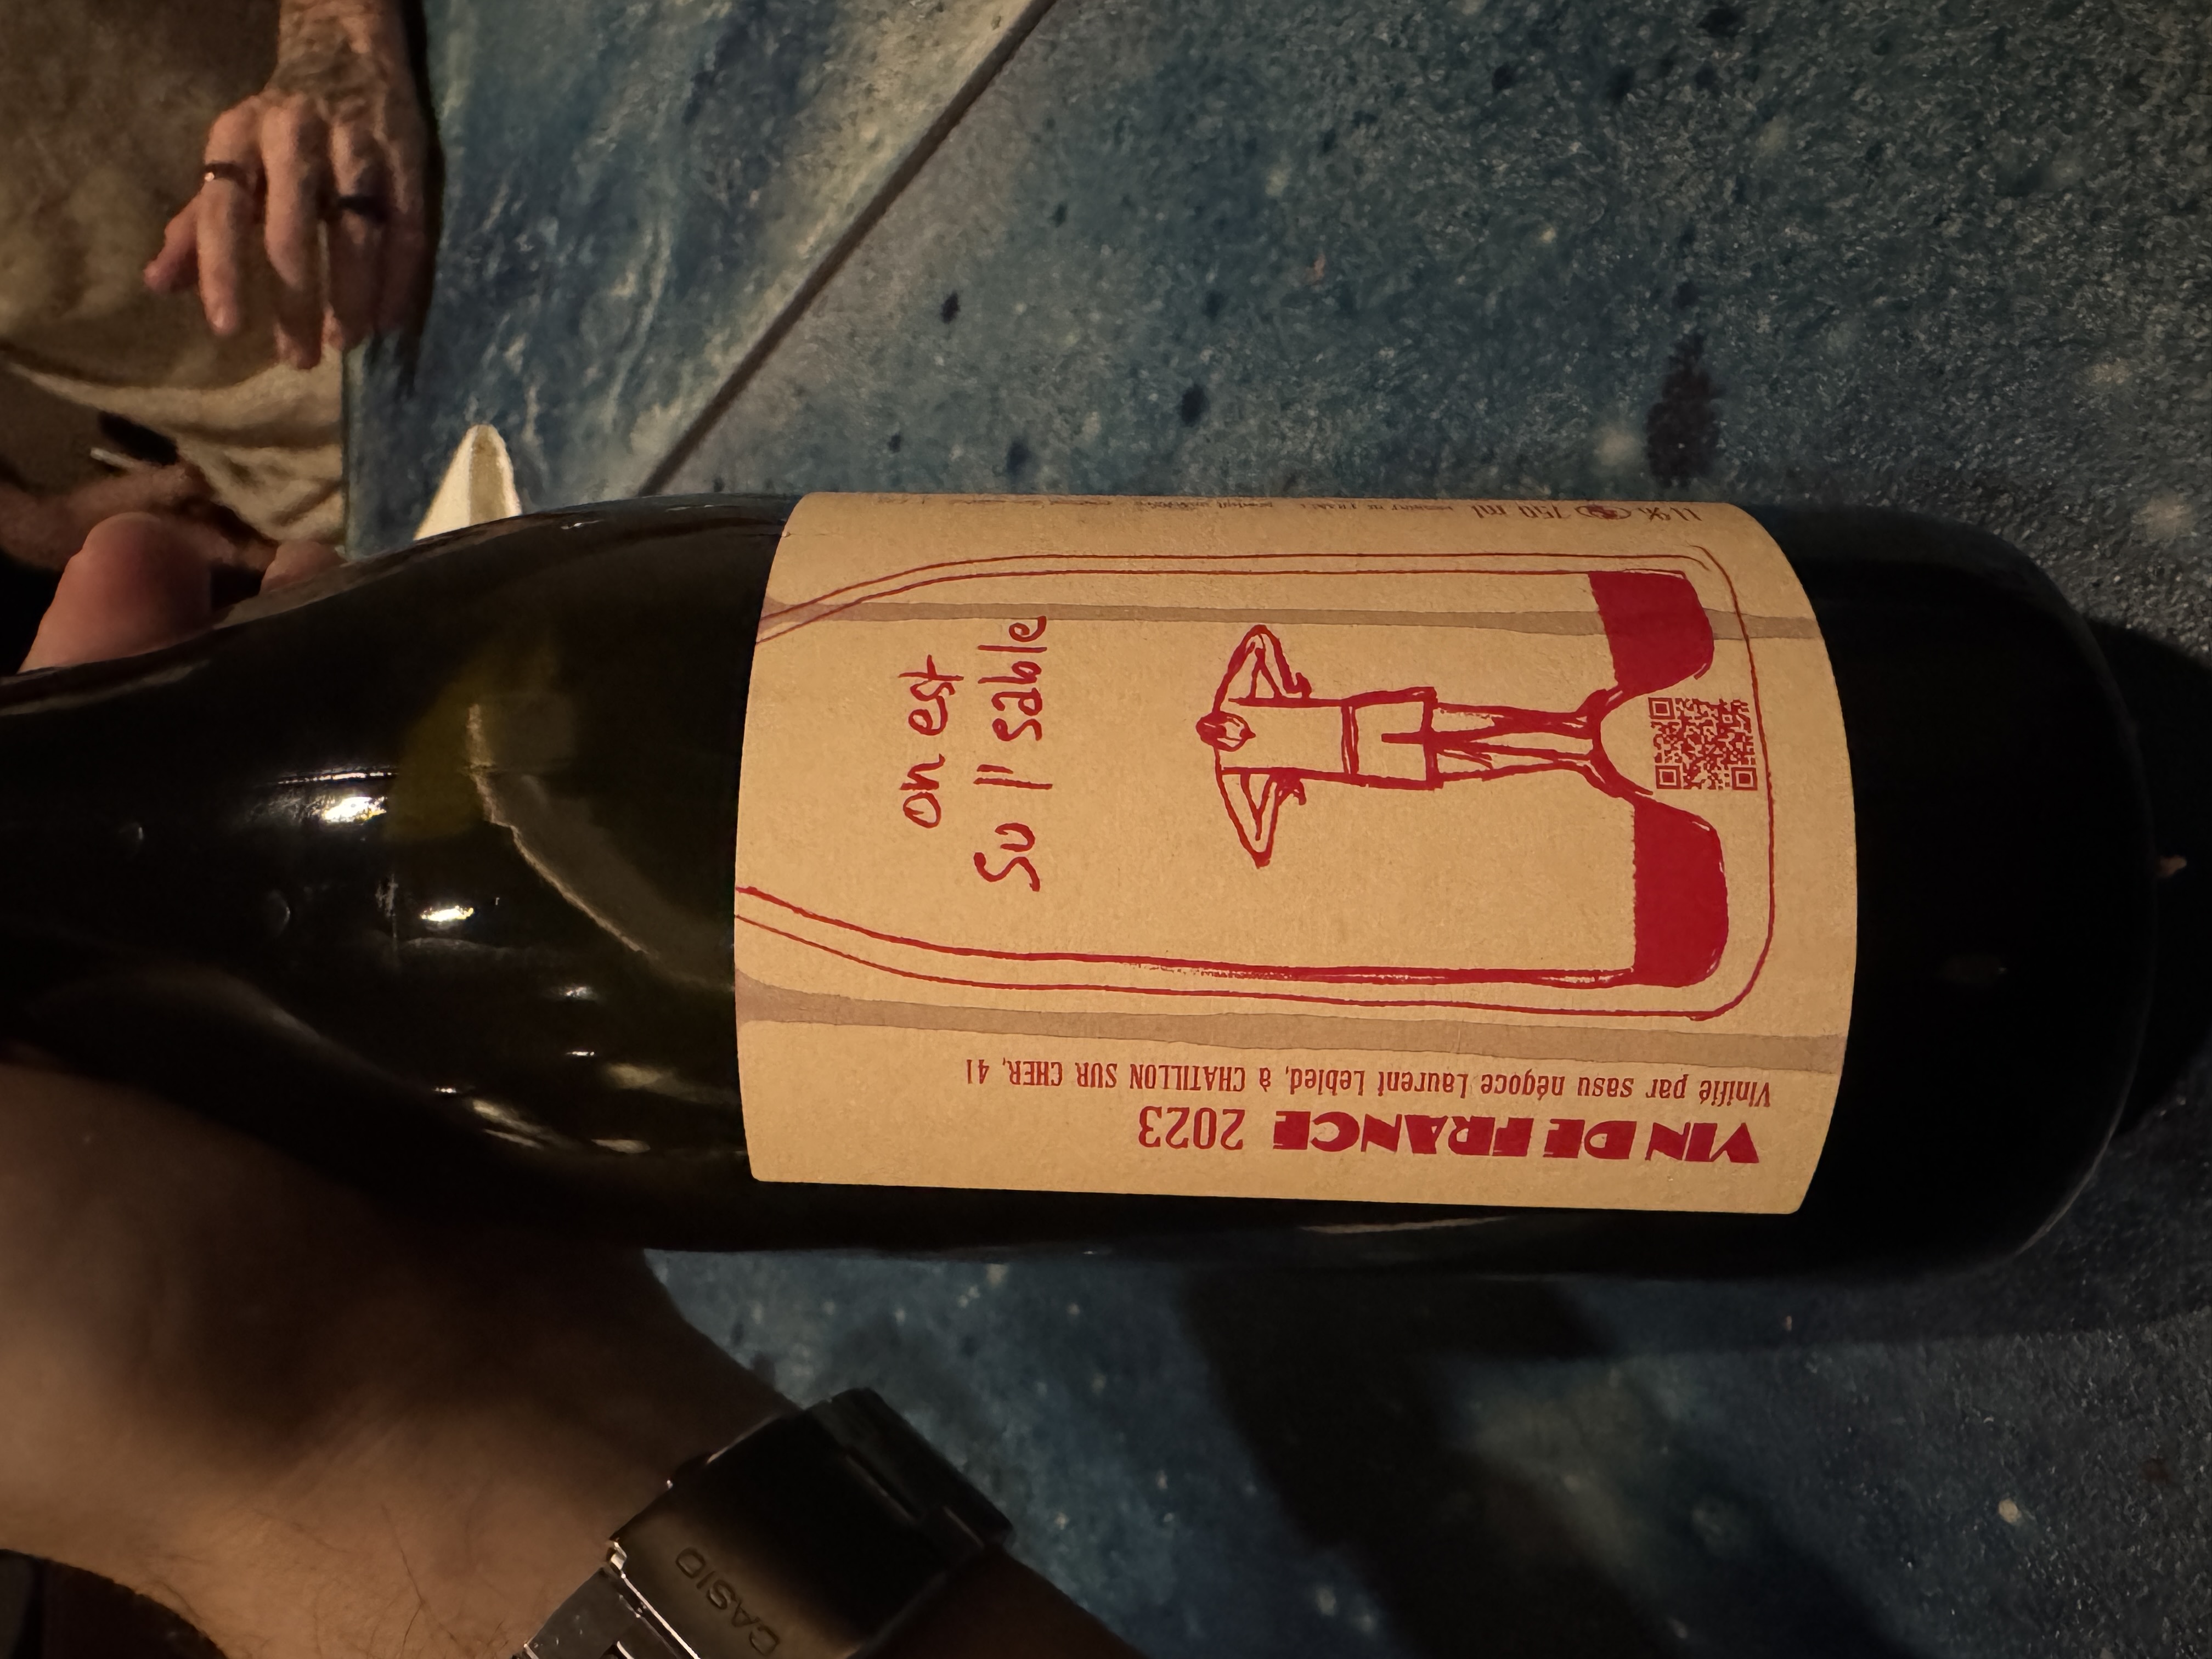 on est
su ll sable
VIN DE FRANCE 2023
Vinifié par sasu négoce Laurent Lebled, à CHATILLON SUR CHER, 41
11% 750 ml
CASIO